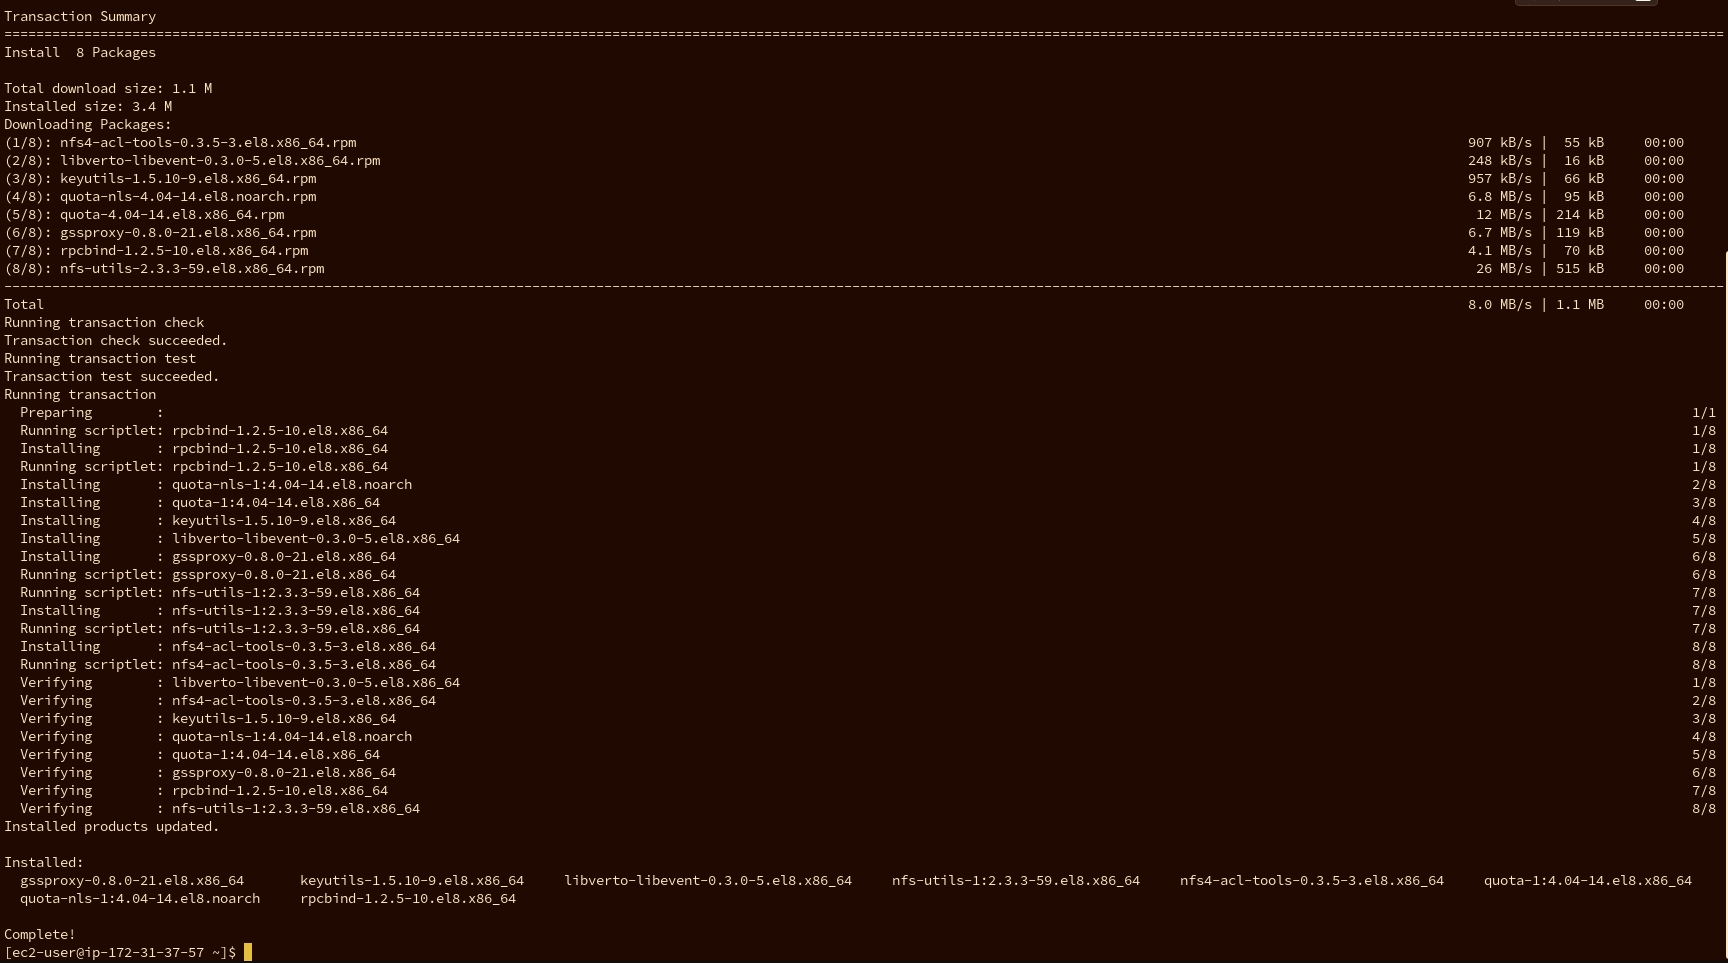 Transaction Summary
================================================================================
Install  8 Packages

Total download size: 1.1 M
Installed size: 3.4 M
Downloading Packages:
(1/8): nfs4-acl-tools-0.3.5-3.el8.x86_64.rpm 907 kB/s |  55 kB     00:00
(2/8): libverto-libevent-0.3.0-5.el8.x86_64.rpm 248 kB/s |  16 kB     00:00
(3/8): keyutils-1.5.10-9.el8.x86_64.rpm 957 kB/s |  66 kB     00:00
(4/8): quota-nls-4.04-14.el8.noarch.rpm 6.8 MB/s |  95 kB     00:00
(5/8): quota-4.04-14.el8.x86_64.rpm 12 MB/s | 214 kB     00:00
(6/8): gssproxy-0.8.0-21.el8.x86_64.rpm 6.7 MB/s | 119 kB     00:00
(7/8): rpcbind-1.2.5-10.el8.x86_64.rpm 4.1 MB/s |  70 kB     00:00
(8/8): nfs-utils-2.3.3-59.el8.x86_64.rpm 26 MB/s | 515 kB     00:00
--------------------------------------------------------------------------------
Total 8.0 MB/s | 1.1 MB     00:00
Running transaction check
Transaction check succeeded.
Running transaction test
Transaction test succeeded.
Running transaction
  Preparing        : 1/1
  Running scriptlet: rpcbind-1.2.5-10.el8.x86_64 1/8
  Installing       : rpcbind-1.2.5-10.el8.x86_64 1/8
  Running scriptlet: rpcbind-1.2.5-10.el8.x86_64 1/8
  Installing       : quota-nls-1:4.04-14.el8.noarch 2/8
  Installing       : quota-1:4.04-14.el8.x86_64 3/8
  Installing       : keyutils-1.5.10-9.el8.x86_64 4/8
  Installing       : libverto-libevent-0.3.0-5.el8.x86_64 5/8
  Installing       : gssproxy-0.8.0-21.el8.x86_64 6/8
  Running scriptlet: gssproxy-0.8.0-21.el8.x86_64 6/8
  Running scriptlet: nfs-utils-1:2.3.3-59.el8.x86_64 7/8
  Installing       : nfs-utils-1:2.3.3-59.el8.x86_64 7/8
  Running scriptlet: nfs-utils-1:2.3.3-59.el8.x86_64 7/8
  Installing       : nfs4-acl-tools-0.3.5-3.el8.x86_64 8/8
  Running scriptlet: nfs4-acl-tools-0.3.5-3.el8.x86_64 8/8
  Verifying        : libverto-libevent-0.3.0-5.el8.x86_64 1/8
  Verifying        : nfs4-acl-tools-0.3.5-3.el8.x86_64 2/8
  Verifying        : keyutils-1.5.10-9.el8.x86_64 3/8
  Verifying        : quota-nls-1:4.04-14.el8.noarch 4/8
  Verifying        : quota-1:4.04-14.el8.x86_64 5/8
  Verifying        : gssproxy-0.8.0-21.el8.x86_64 6/8
  Verifying        : rpcbind-1.2.5-10.el8.x86_64 7/8
  Verifying        : nfs-utils-1:2.3.3-59.el8.x86_64 8/8
Installed products updated.

Installed:
  gssproxy-0.8.0-21.el8.x86_64       keyutils-1.5.10-9.el8.x86_64     libverto-libevent-0.3.0-5.el8.x86_64     nfs-utils-1:2.3.3-59.el8.x86_64     nfs4-acl-tools-0.3.5-3.el8.x86_64     quota-1:4.04-14.el8.x86_64
  quota-nls-1:4.04-14.el8.noarch     rpcbind-1.2.5-10.el8.x86_64

Complete!
[ec2-user@ip-172-31-37-57 ~]$